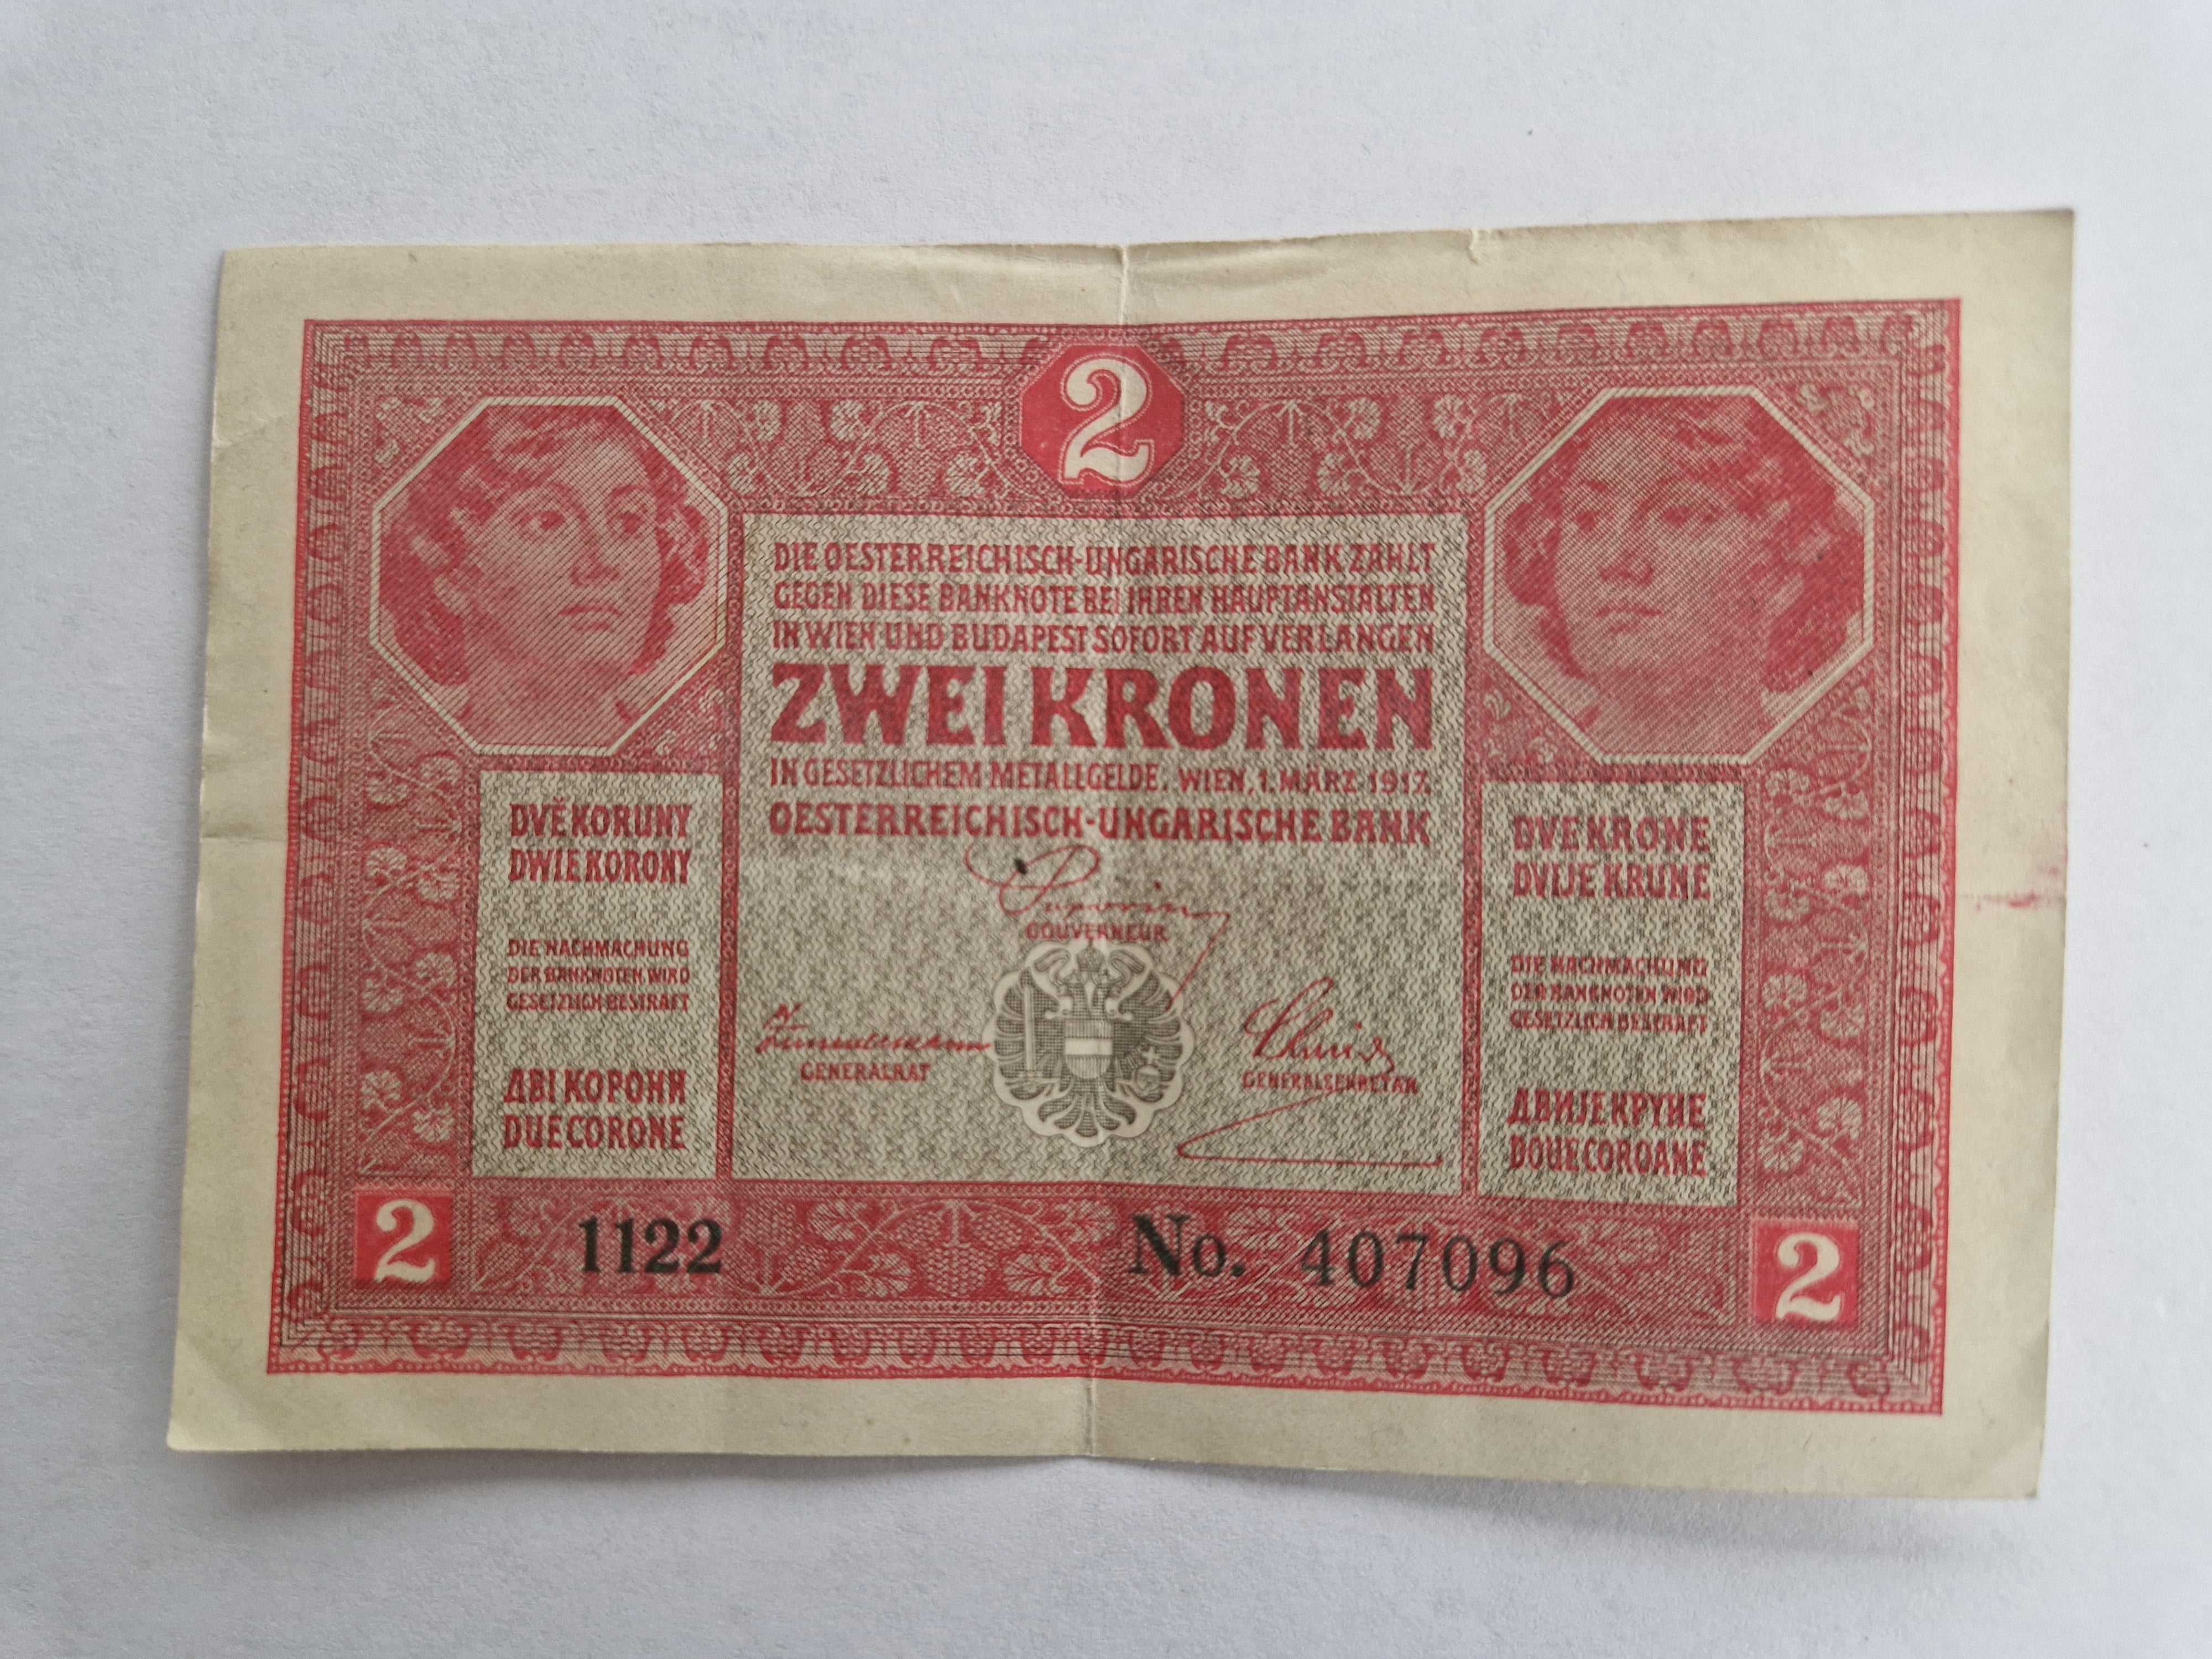 2
DIE OESTERREICHISCH-UNGARISCHE BANK ZAHLT
GEGEN DIESE BANKNOTE BEI IHREN HAUPTANSTALTEN
IN WIEN UND BUDAPEST SOFORT AUF VERLANGEN
ZWEI KRONEN
IN GESETZLICHEM METALLGELDE. WIEN, 1. MÄRZ 1917.
OESTERREICHISCH-UNGARISCHE BANK
GOUVERNEUR
GENERALRAT
GENERALSEKRETÄR
DVĚ KORUNY
DWIE KORONY
DIE NACHMACHUNG
DER BANKNOTEN WIRD
GESETZLICH BESTRAFT
ДВІ КОРОНИ
DUE CORONE
DVE KRONE
DVIJE KRUNE
DIE NACHMACHUNG
DER BANKNOTEN WIRD
GESETZLICH BESTRAFT
ДВИЈЕ КРУНЕ
DOUE COROANE
2
1122
No. 407096
2